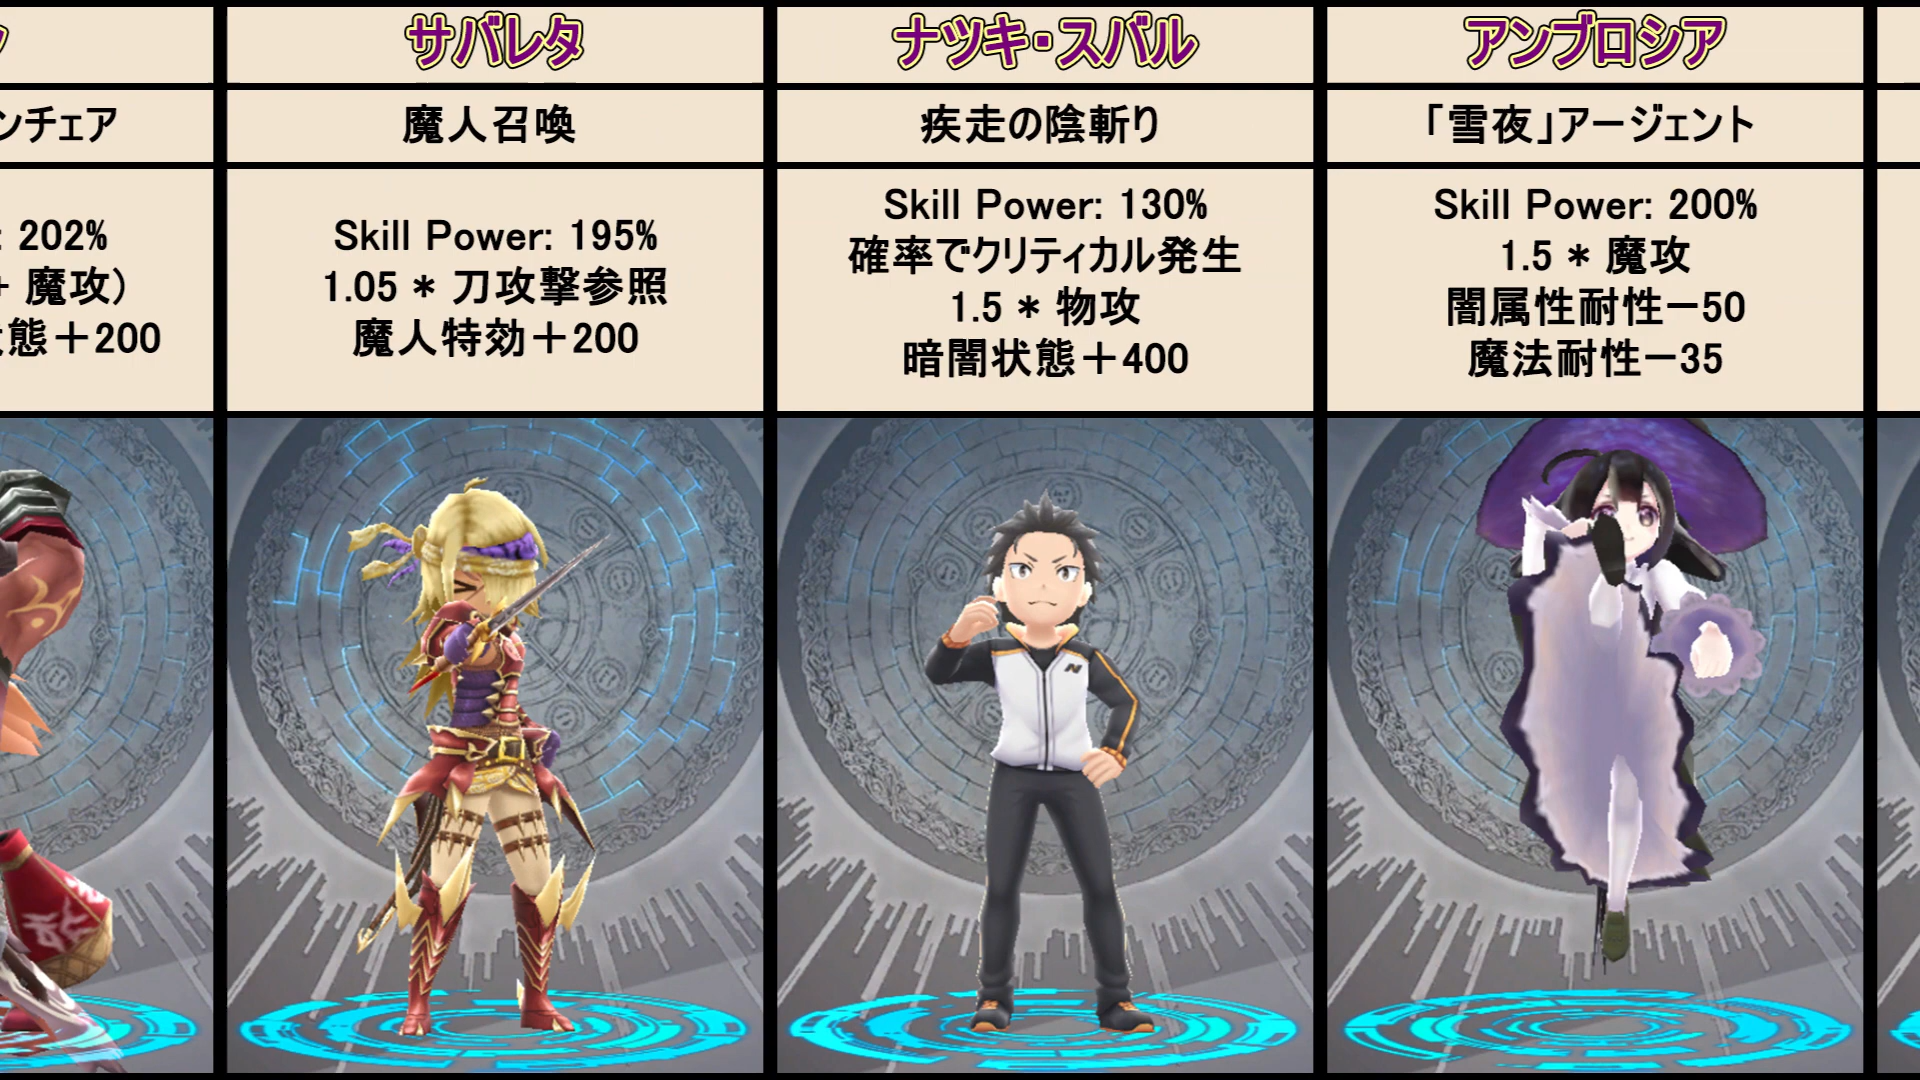 サバレタ
ナツキ・スバル
アンブロシア
ンチェア
魔人召喚
疾走の陰斬り
「雪夜」アージェント
: 202%
+ 魔攻)
態＋200
Skill Power: 195%
1.05 * 刀攻撃参照
魔人特効＋200
Skill Power: 130%
確率でクリティカル発生
1.5 * 物攻
暗闇状態＋400
Skill Power: 200%
1.5 * 魔攻
闇属性耐性－50
魔法耐性－35
N